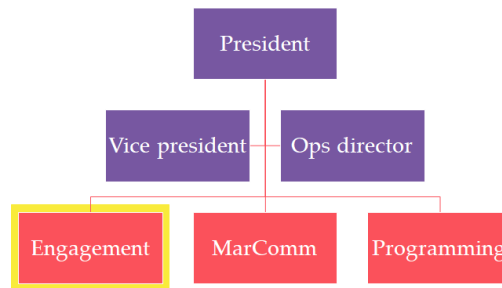 President
Vice president
Ops director
Engagement
MarComm
Programming